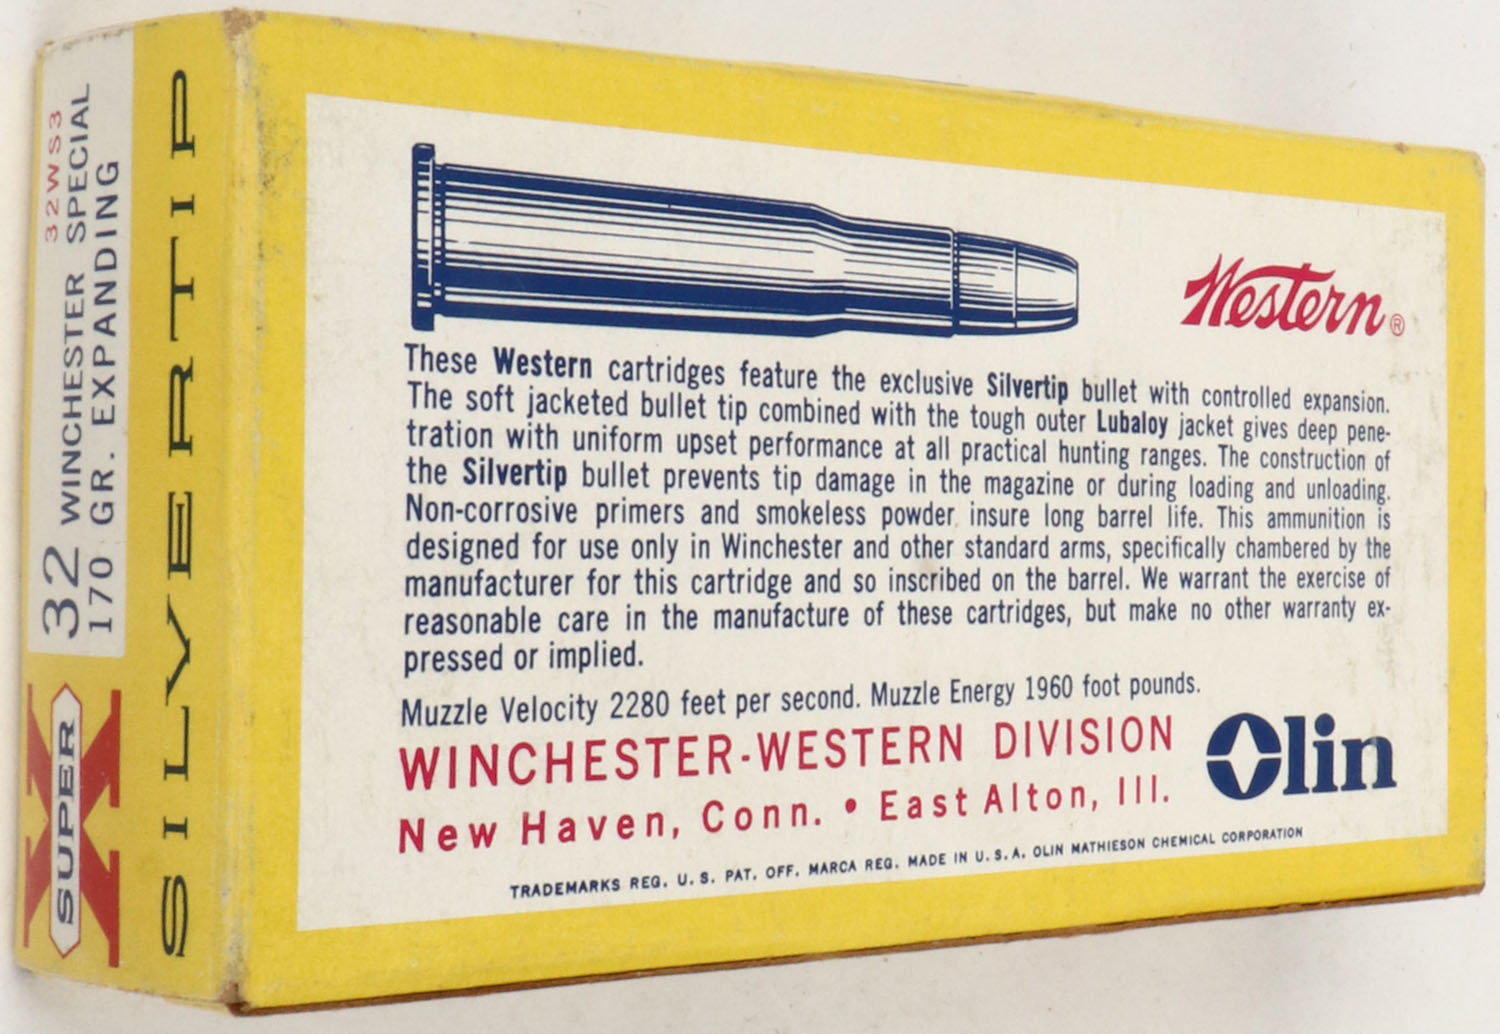 32WS3
32 WINCHESTER SPECIAL
170 GR. EXPANDING
SUPER X
SILVERTIP
Western®
These Western cartridges feature the exclusive Silvertip bullet with controlled expansion.
The soft jacketed bullet tip combined with the tough outer Lubaloy jacket gives deep pene-
tration with uniform upset performance at all practical hunting ranges. The construction of
the Silvertip bullet prevents tip damage in the magazine or during loading and unloading.
Non-corrosive primers and smokeless powder insure long barrel life. This ammunition is
designed for use only in Winchester and other standard arms, specifically chambered by the
manufacturer for this cartridge and so inscribed on the barrel. We warrant the exercise of
reasonable care in the manufacture of these cartridges, but make no other warranty ex-
pressed or implied.
Muzzle Velocity 2280 feet per second. Muzzle Energy 1960 foot pounds.
WINCHESTER-WESTERN DIVISION
New Haven, Conn. • East Alton, Ill.
Olin
TRADEMARKS REG. U. S. PAT. OFF. MARCA REG. MADE IN U. S. A. OLIN MATHIESON CHEMICAL CORPORATION